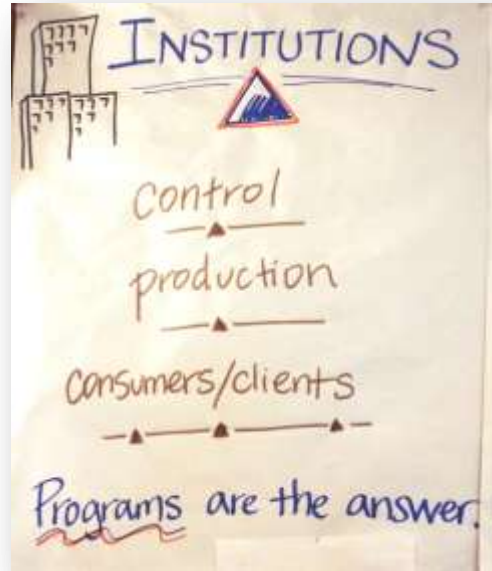 INSTITUTIONS
control
production
consumers/clients
Programs are the answer.